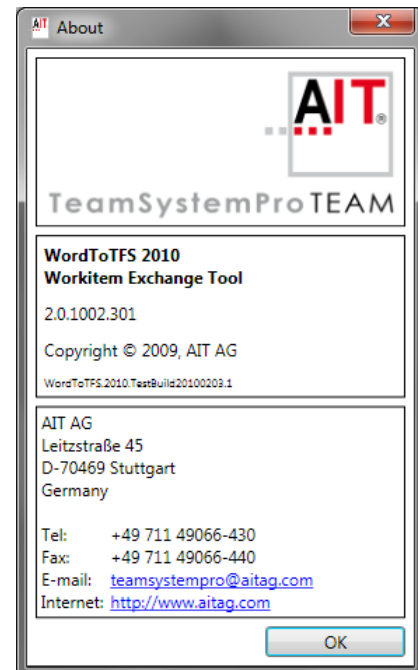 AIT About
AIT®
TeamSystemProTEAM
WordToTFS 2010
Workitem Exchange Tool
2.0.1002.301
Copyright © 2009, AIT AG
WordToTFS.2010.TestBuild20100203.1
AIT AG
Leitzstraße 45
D-70469 Stuttgart
Germany
Tel: +49 711 49066-430
Fax: +49 711 49066-440
E-mail: teamsystempro@aitag.com
Internet: http://www.aitag.com
OK